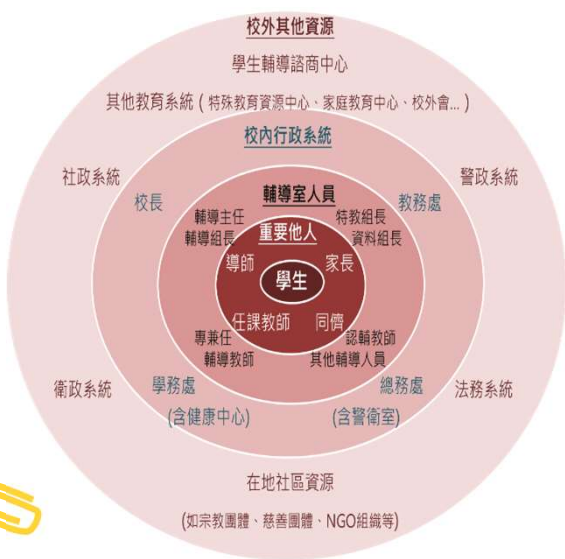 校外其他資源
學生輔導諮商中心
其他教育系統 ( 特殊教育資源中心、家庭教育中心、校外會... )
校內行政系統
社政系統
警政系統
校長
教務處
輔導室人員
輔導主任
特教組長
輔導組長
資料組長
重要他人
導師
家長
學生
任課教師
同儕
專兼任
輔導教師
認輔教師
其他輔導人員
衛政系統
學務處
(含健康中心)
總務處
(含警衛室)
法務系統
在地社區資源
(如宗教團體、慈善團體、NGO組織等)